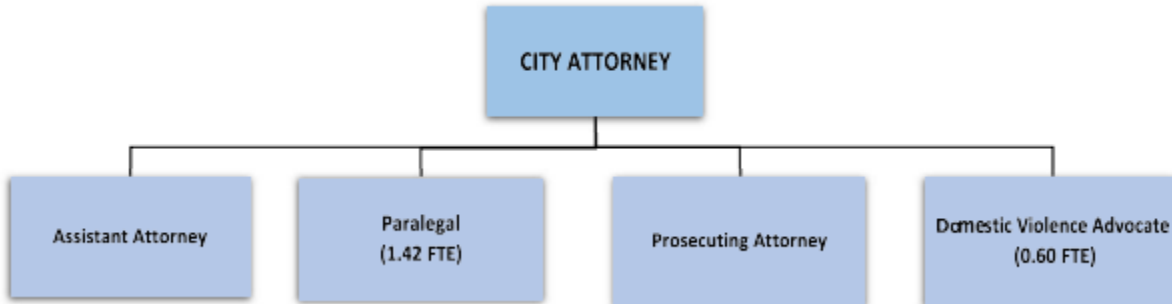 CITY ATTORNEY
Assistant Attorney
Paralegal
(1.42 FTE)
Prosecuting Attorney
Domestic Violence Advocate
(0.60 FTE)